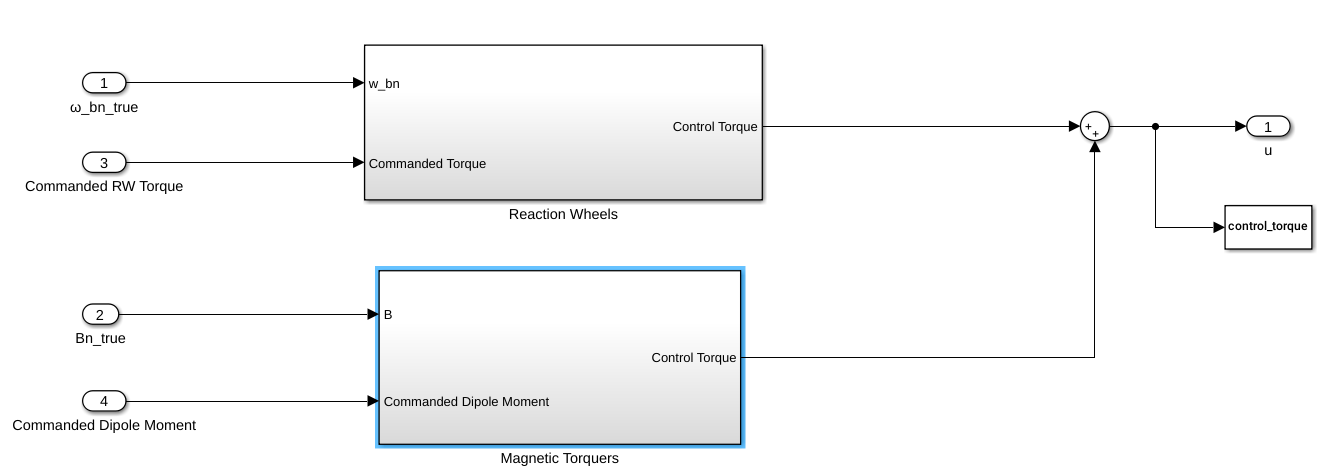 1
ω_bn_true
3
Commanded RW Torque
w_bn
Commanded Torque
Control Torque
Reaction Wheels
2
Bn_true
4
Commanded Dipole Moment
B
Commanded Dipole Moment
Control Torque
Magnetic Torquers
+
+
1
u
control_torque